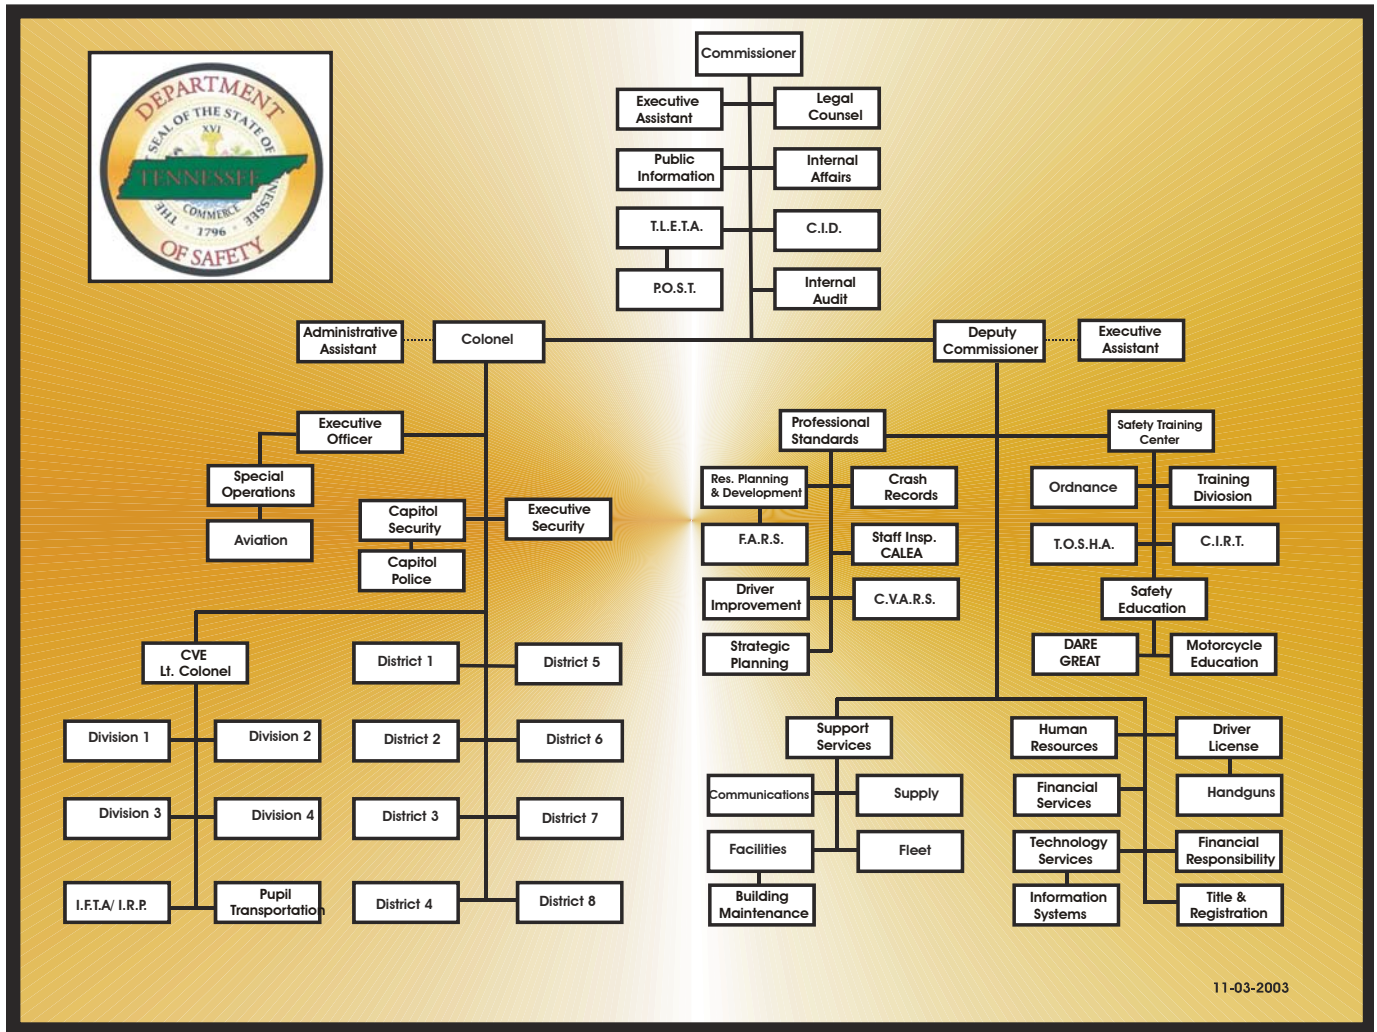 Commissioner
Executive
Assistant
Legal
Counsel
Public
Information
Internal
Affairs
T.L.E.T.A.
C.I.D.
P.O.S.T.
Internal
Audit
DEPARTMENT
OF SAFETY
SEAL OF THE STATE OF
THE
XVI
TENNESSEE
COMMERCE
1796
Administrative
Assistant
Colonel
Deputy
Commissioner
Executive
Assistant
Executive
Officer
Special
Operations
Aviation
Capitol
Security
Executive
Security
Capitol
Police
CVE
Lt. Colonel
Division 1
Division 2
Division 3
Division 4
I.F.T.A/ I.R.P.
Pupil
Transportation
District 1
District 5
District 2
District 6
District 3
District 7
District 4
District 8
Professional
Standards
Res. Planning
& Development
Crash
Records
F.A.R.S.
Staff Insp.
CALEA
Driver
Improvement
C.V.A.R.S.
Strategic
Planning
Safety Training
Center
Ordnance
Training
Diviosion
T.O.S.H.A.
C.I.R.T.
Safety
Education
DARE
GREAT
Motorcycle
Education
Support
Services
Communications
Supply
Facilities
Fleet
Building
Maintenance
Human
Resources
Driver
License
Financial
Services
Handguns
Technology
Services
Financial
Responsibility
Information
Systems
Title &
Registration
11-03-2003